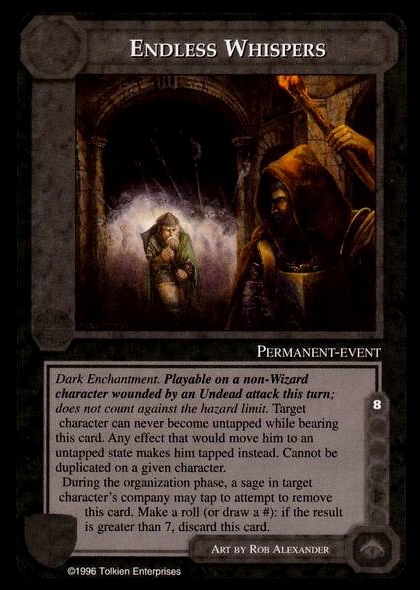 ENDLESS WHISPERS
PERMANENT-EVENT
Dark Enchantment. Playable on a non-Wizard
character wounded by an Undead attack this turn;
does not count against the hazard limit. Target
character can never become untapped while bearing
this card. Any effect that would move him to an
untapped state makes him tapped instead. Cannot be
duplicated on a given character.
During the organization phase, a sage in target
character's company may tap to attempt to remove
this card. Make a roll (or draw a #): if the result
is greater than 7, discard this card.
8
ART BY ROB ALEXANDER
©1996 Tolkien Enterprises